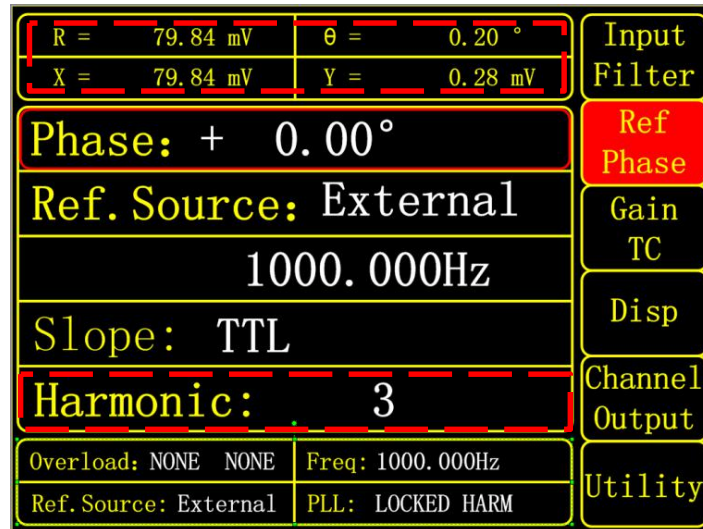 R = 79.84 mV θ = 0.20 °
X = 79.84 mV Y = 0.28 mV
Phase: + 0.00°
Ref.Source: External
1000.000Hz
Slope: TTL
Harmonic: 3
Overload: NONE NONE Freq: 1000.000Hz
Ref.Source: External PLL: LOCKED HARM
Input
Filter
Ref
Phase
Gain
TC
Disp
Channel
Output
Utility